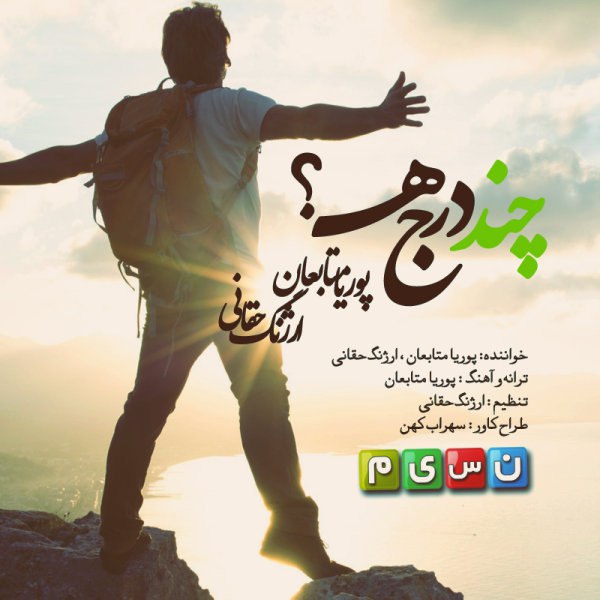 چند درجه؟
پوریا متابعان
ارژنگ حقانی
خواننده: پوریا متابعان ، ارژنگ حقانی
ترانه و آهنگ : پوریا متابعان
تنظیم : ارژنگ حقانی
طراح کاور : سهراب کهن
ن س ی م